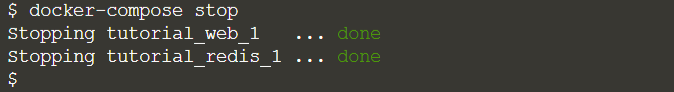 $ docker-compose stop
Stopping tutorial_web_1   ... done
Stopping tutorial_redis_1 ... done
$